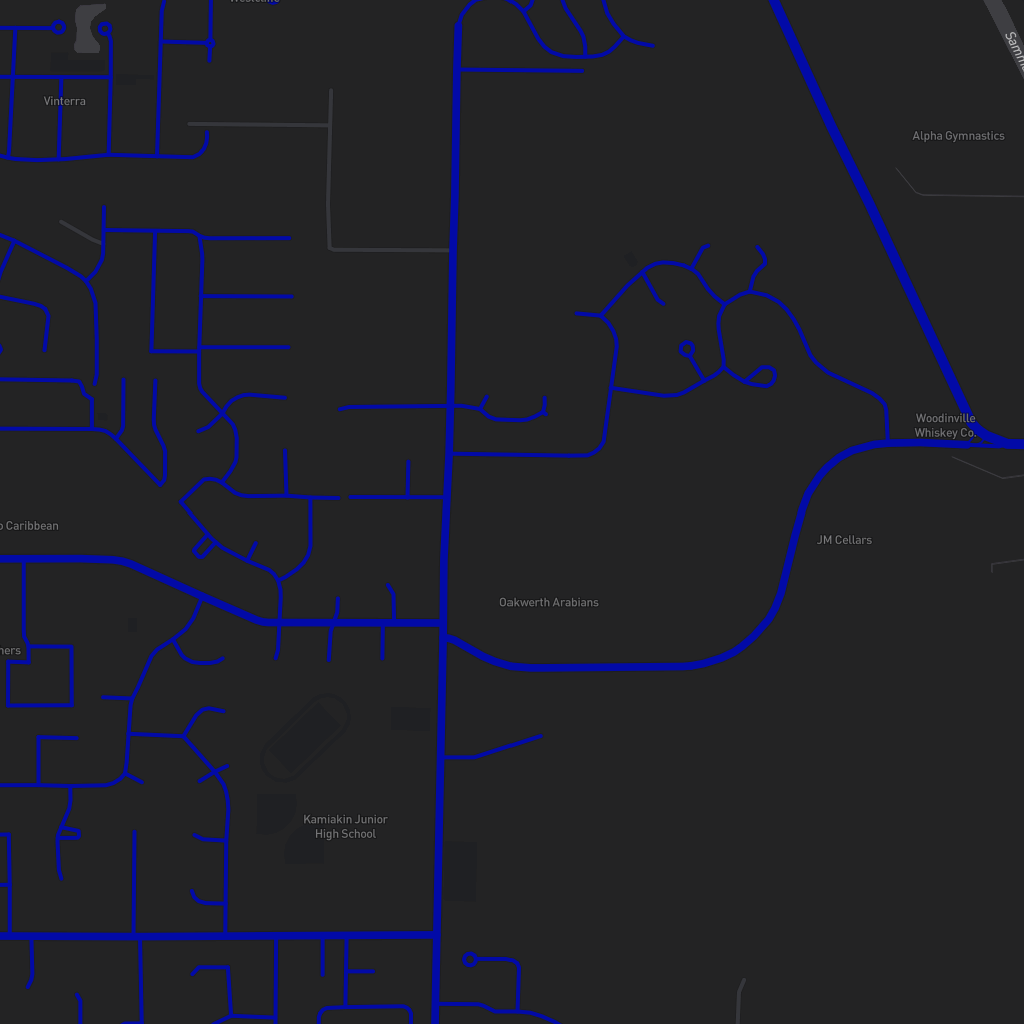 Vinterra
Alpha Gymnastics
Woodinville
Whiskey Co.
Caribbean
JM Cellars
Oakwerth Arabians
Kamiakin Junior
High School